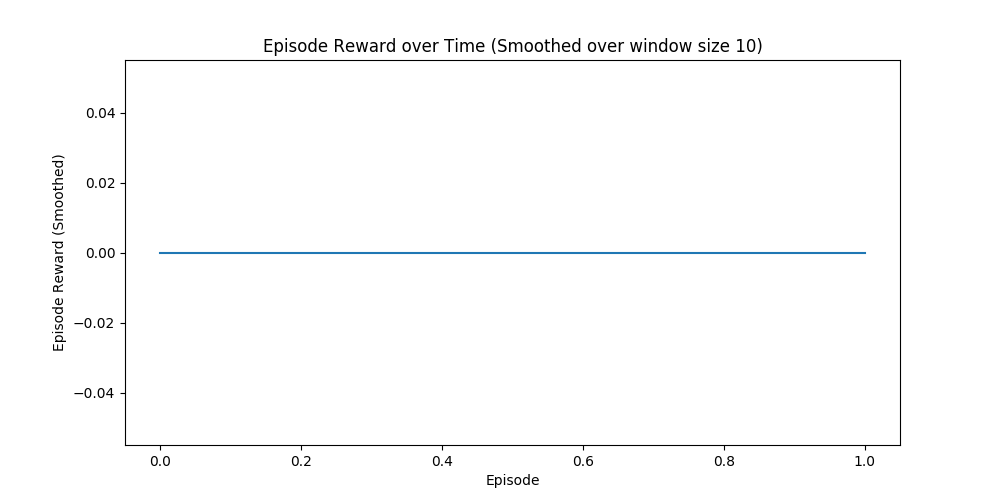 Episode Reward over Time (Smoothed over window size 10)
Episode Reward (Smoothed)
0.04
0.02
0.00
−0.02
−0.04
0.0 0.2 0.4 0.6 0.8 1.0
Episode